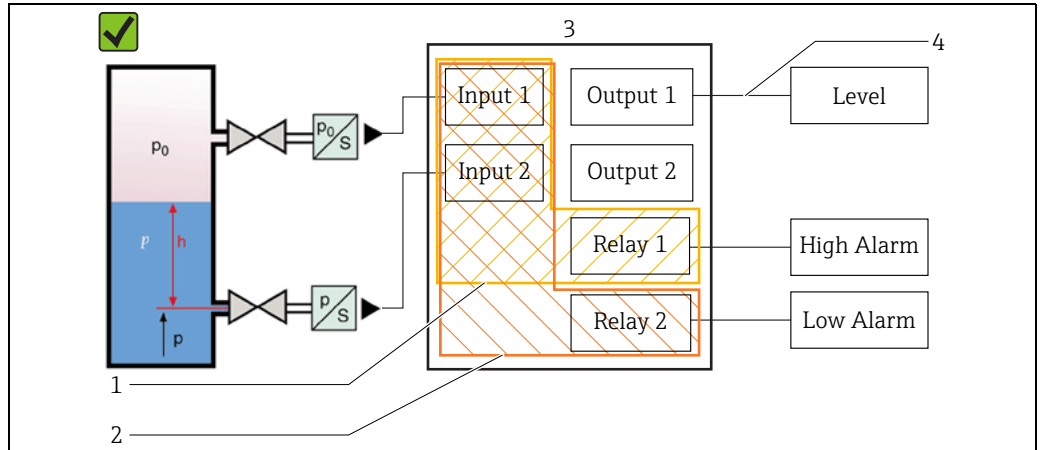 3
4
Input 1
Output 1
Level
p0
p0/S
Input 2
Output 2
p
h
Relay 1
High Alarm
p/S
p
Relay 2
Low Alarm
1
2